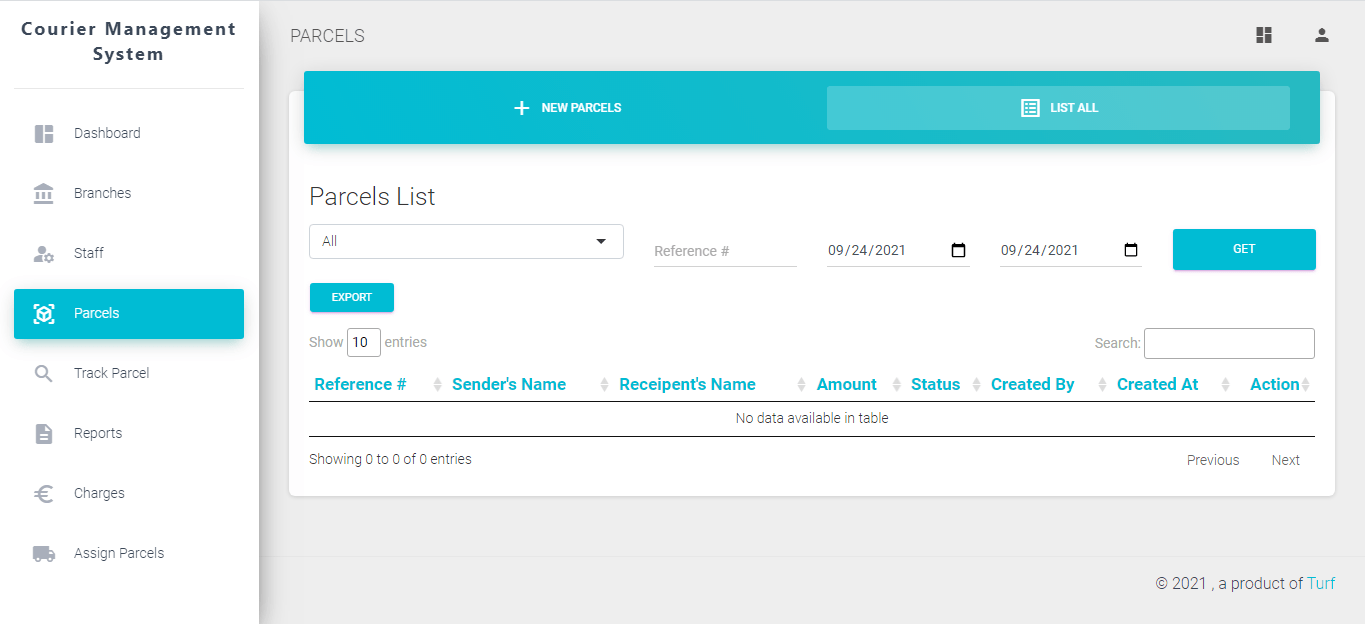 Courier Management
System
Dashboard
Branches
Staff
Parcels
Track Parcel
Reports
Charges
Assign Parcels
PARCELS
NEW PARCELS
LIST ALL
Parcels List
All
Reference #
09/24/2021
09/24/2021
GET
EXPORT
Show 10 entries
Search:
Reference # Sender's Name Receipent's Name Amount Status Created By Created At Action
No data available in table
Showing 0 to 0 of 0 entries
Previous Next
© 2021 , a product of Turf